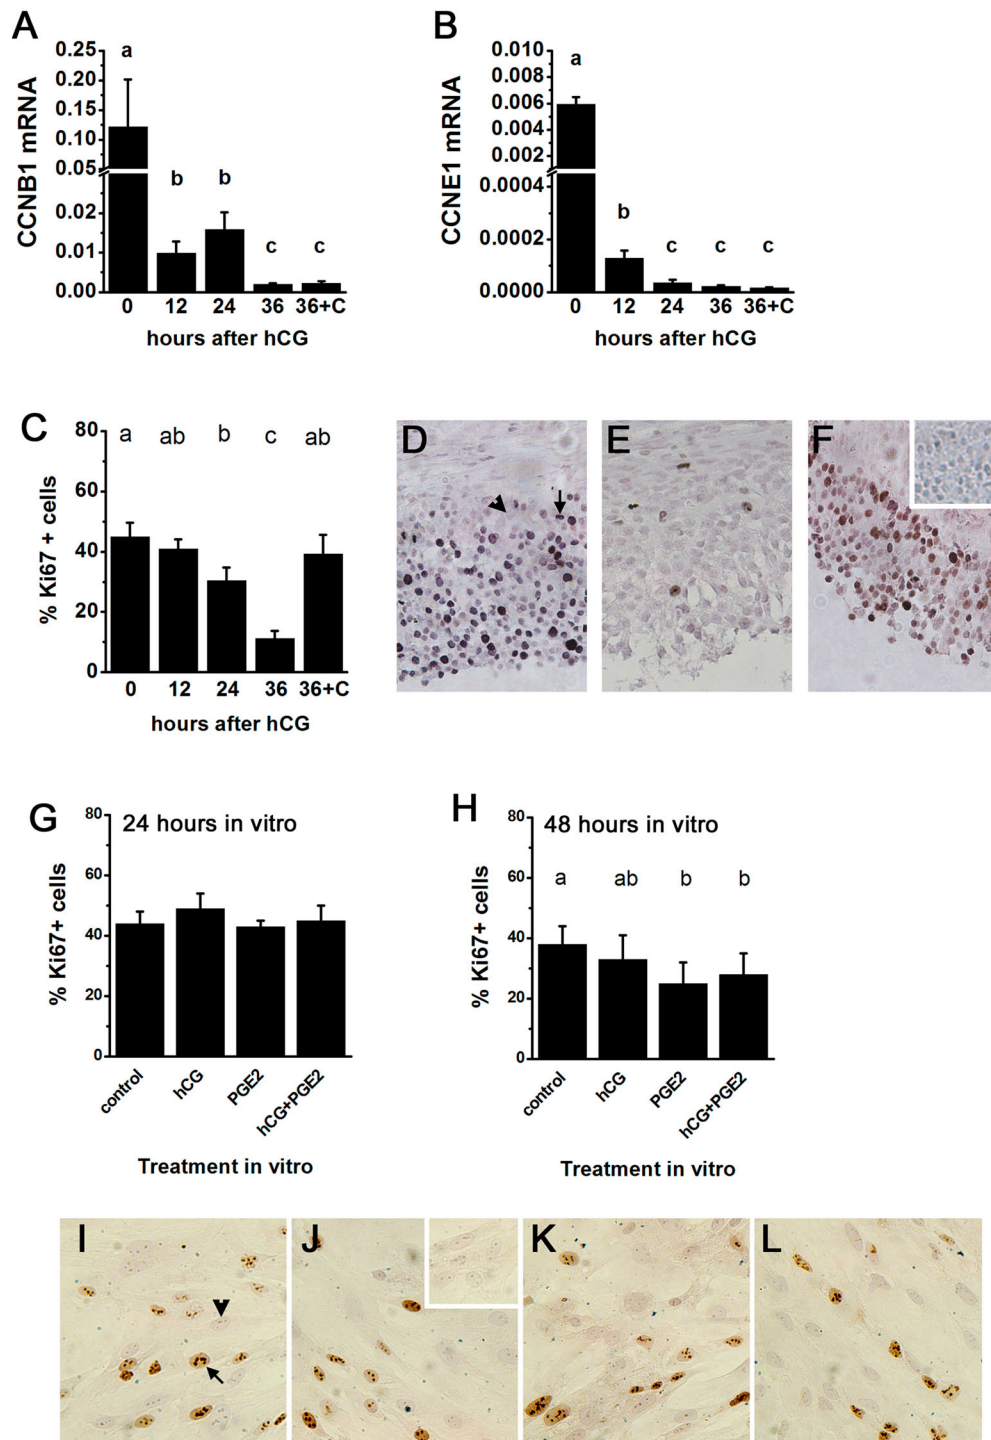 A
CCNB1 mRNA
0.25
0.20
0.15
0.10
0.05
0.02
0.01
0.00
a
b
b
c
c
0 12 24 36 36+C
hours after hCG
B
CCNE1 mRNA
0.010
0.008
0.006
0.004
0.002
0.0004
0.0002
0.0000
a
b
c
c
c
0 12 24 36 36+C
hours after hCG
C
% Ki67 + cells
80
60
40
20
0
a ab b c ab
0 12 24 36 36+C
hours after hCG
D
E
F
G
24 hours in vitro
% Ki67+ cells
80
60
40
20
0
control
hCG
PGE2
hCG+PGE2
Treatment in vitro
H
48 hours in vitro
% Ki67+ cells
80
60
40
20
0
a ab b b
control
hCG
PGE2
hCG+PGE2
Treatment in vitro
I
J
K
L